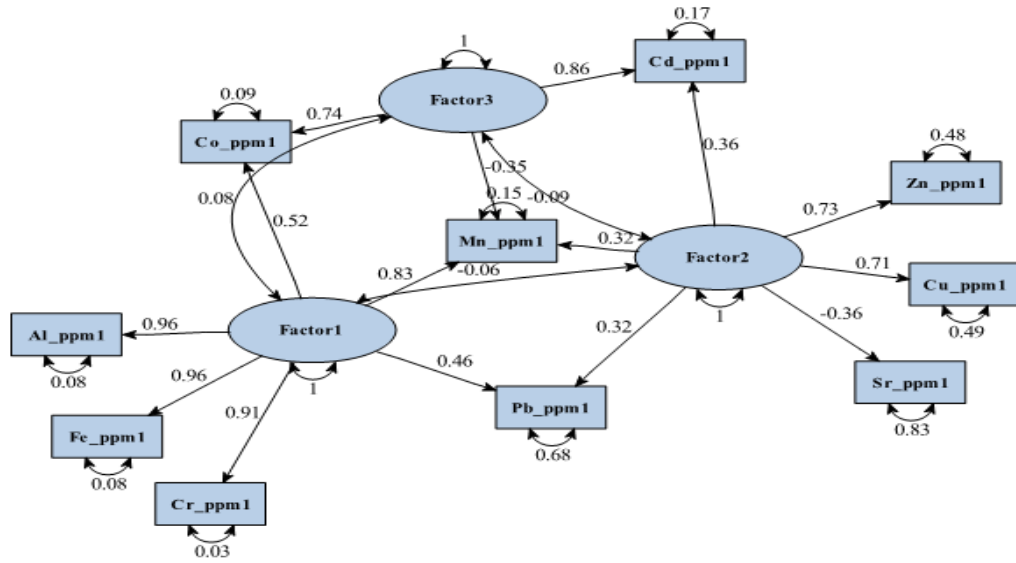 0.17
1
Cd_ppm1
0.86
0.09
Factor3
0.74
Co_ppm1
0.36
0.48
-0.35
Zn_ppm1
0.08
0.15
-0.09
0.52
0.73
Mn_ppm1
0.32
Factor2
0.83
-0.06
0.71
Cu_ppm1
0.96
Al_ppm1
Factor1
1
0.49
0.32
-0.36
0.08
0.96
0.46
1
Sr_ppm1
0.91
Pb_ppm1
0.83
Fe_ppm1
0.68
0.08
Cr_ppm1
0.03